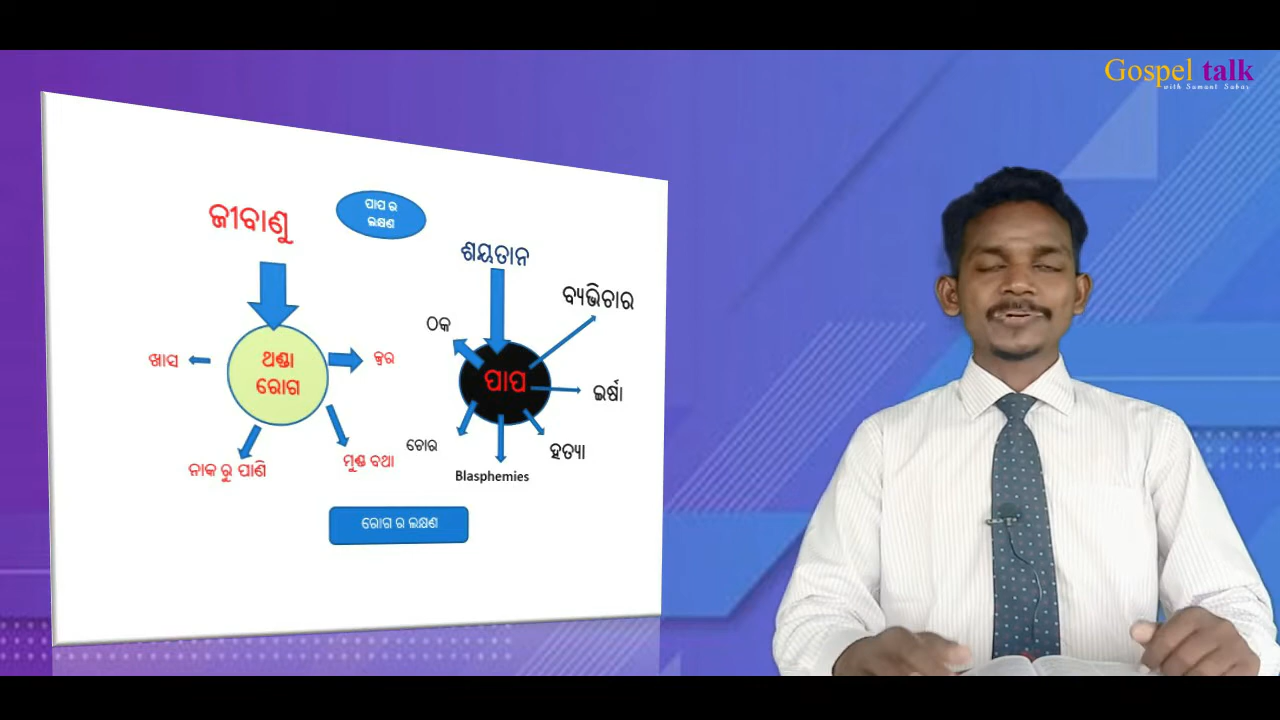 Gospel talk
with Sumant Sabar
ପାପ ର
ଲକ୍ଷଣ
ଜୀବାଣୁ
ଥଣ୍ଡା
ରୋଗ
ଖାସ
ଜ୍ୱର
ନାକ ରୁ ପାଣି
ମୁଣ୍ଡ ବଥା
ଶୟତାନ
ପାପ
ଠକ
ବ୍ୟଭିଚାର
ଇର୍ଷା
ହତ୍ୟା
Blasphemies
ଚୋର
ରୋଗ ର ଲକ୍ଷଣ